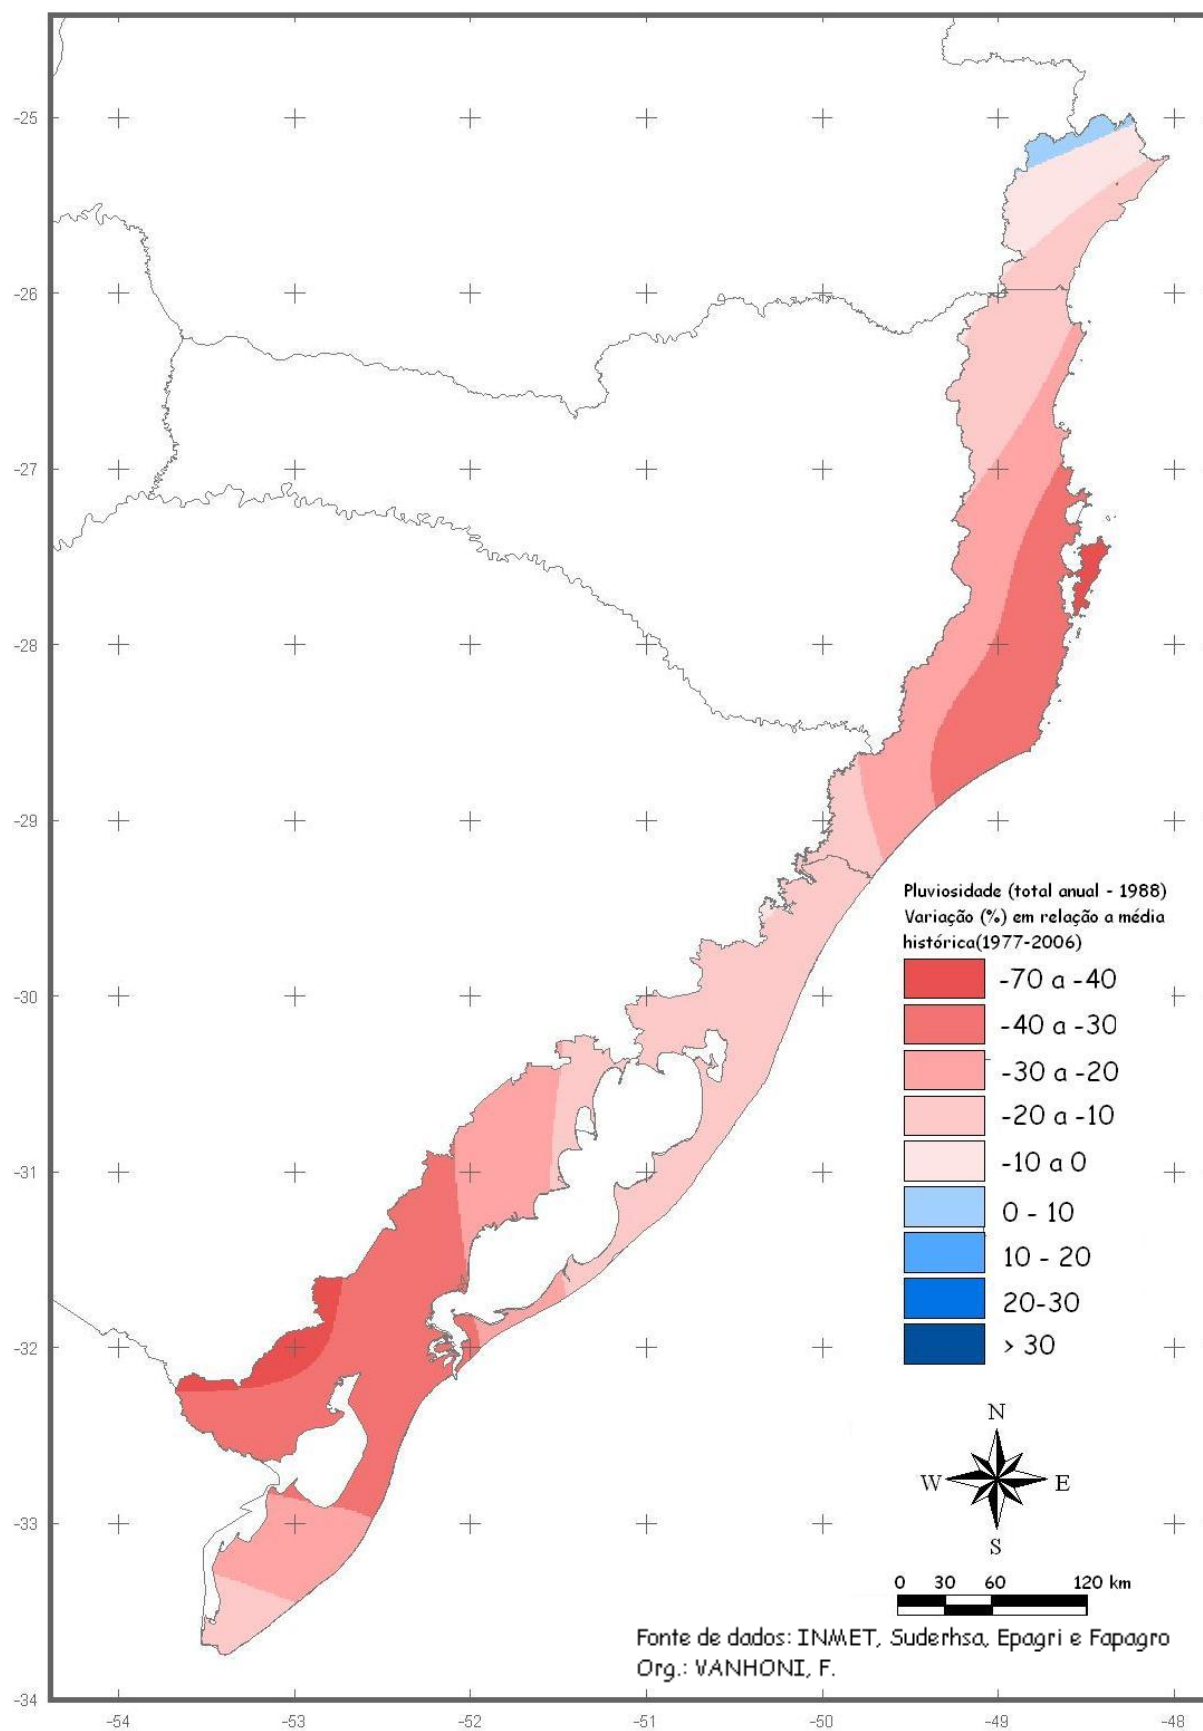 -25
-26
-27
-28
-29
-30
-31
-32
-33
-34
-54
-53
-52
-51
-50
-49
-48
Pluviosidade (total anual - 1988)
Variação (%) em relação a média
histórica(1977-2006)
-70 a -40
-40 a -30
-30 a -20
-20 a -10
-10 a 0
0 - 10
10 - 20
20-30
> 30
N
W E
S
0 30 60 120 km
Fonte de dados: INMET, Suderhsa, Epagri e Fapagro
Org.: VANHONI, F.